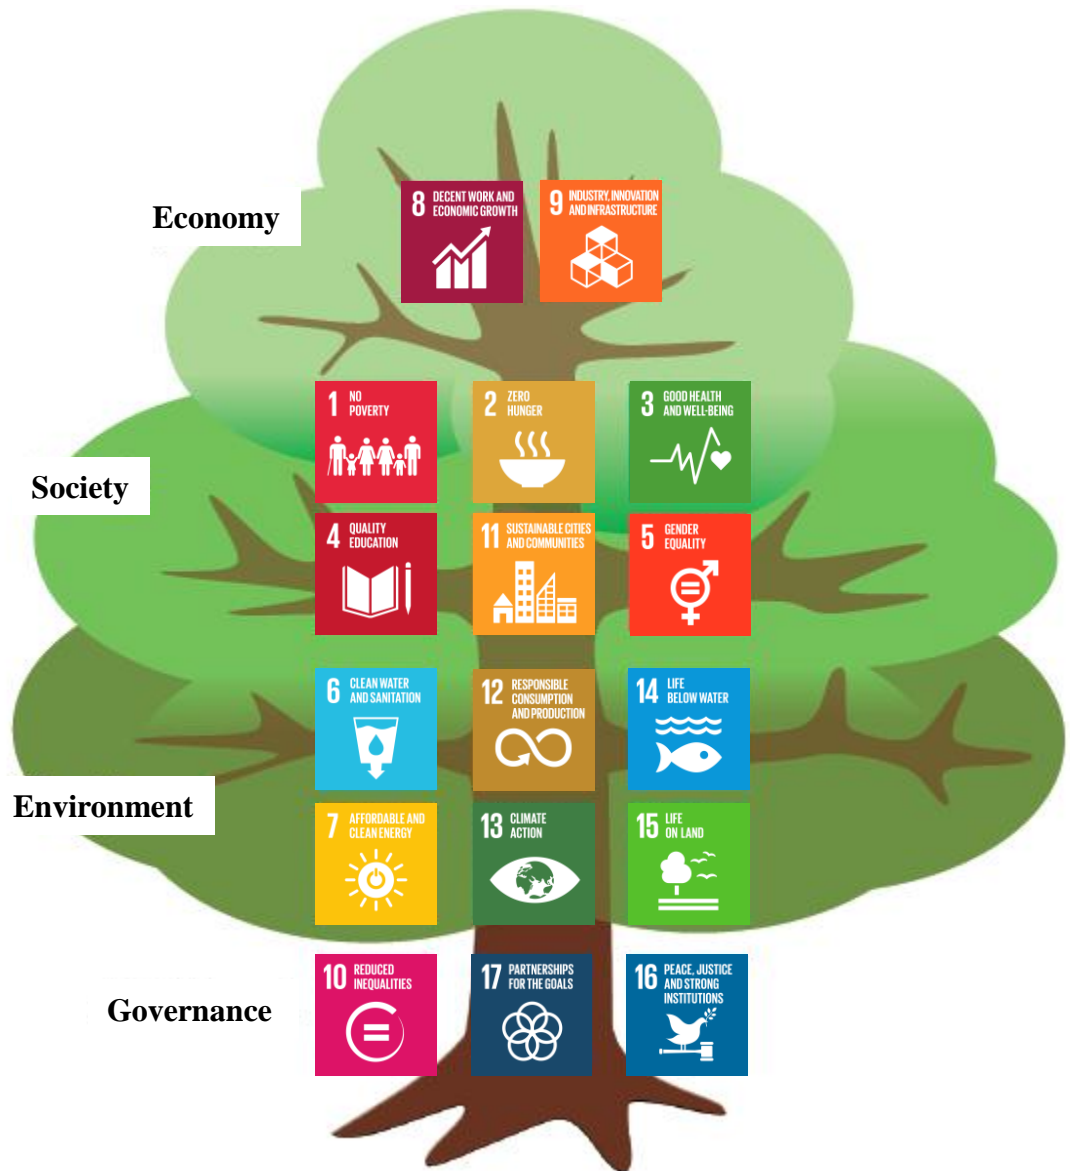 Economy
8 DECENT WORK AND
ECONOMIC GROWTH
9 INDUSTRY, INNOVATION
AND INFRASTRUCTURE
Society
1 NO
POVERTY
2 ZERO
HUNGER
3 GOOD HEALTH
AND WELL-BEING
4 QUALITY
EDUCATION
11 SUSTAINABLE CITIES
AND COMMUNITIES
5 GENDER
EQUALITY
Environment
6 CLEAN WATER
AND SANITATION
12 RESPONSIBLE
CONSUMPTION
AND PRODUCTION
14 LIFE
BELOW WATER
7 AFFORDABLE AND
CLEAN ENERGY
13 CLIMATE
ACTION
15 LIFE
ON LAND
Governance
10 REDUCED
INEQUALITIES
17 PARTNERSHIPS
FOR THE GOALS
16 PEACE, JUSTICE
AND STRONG
INSTITUTIONS